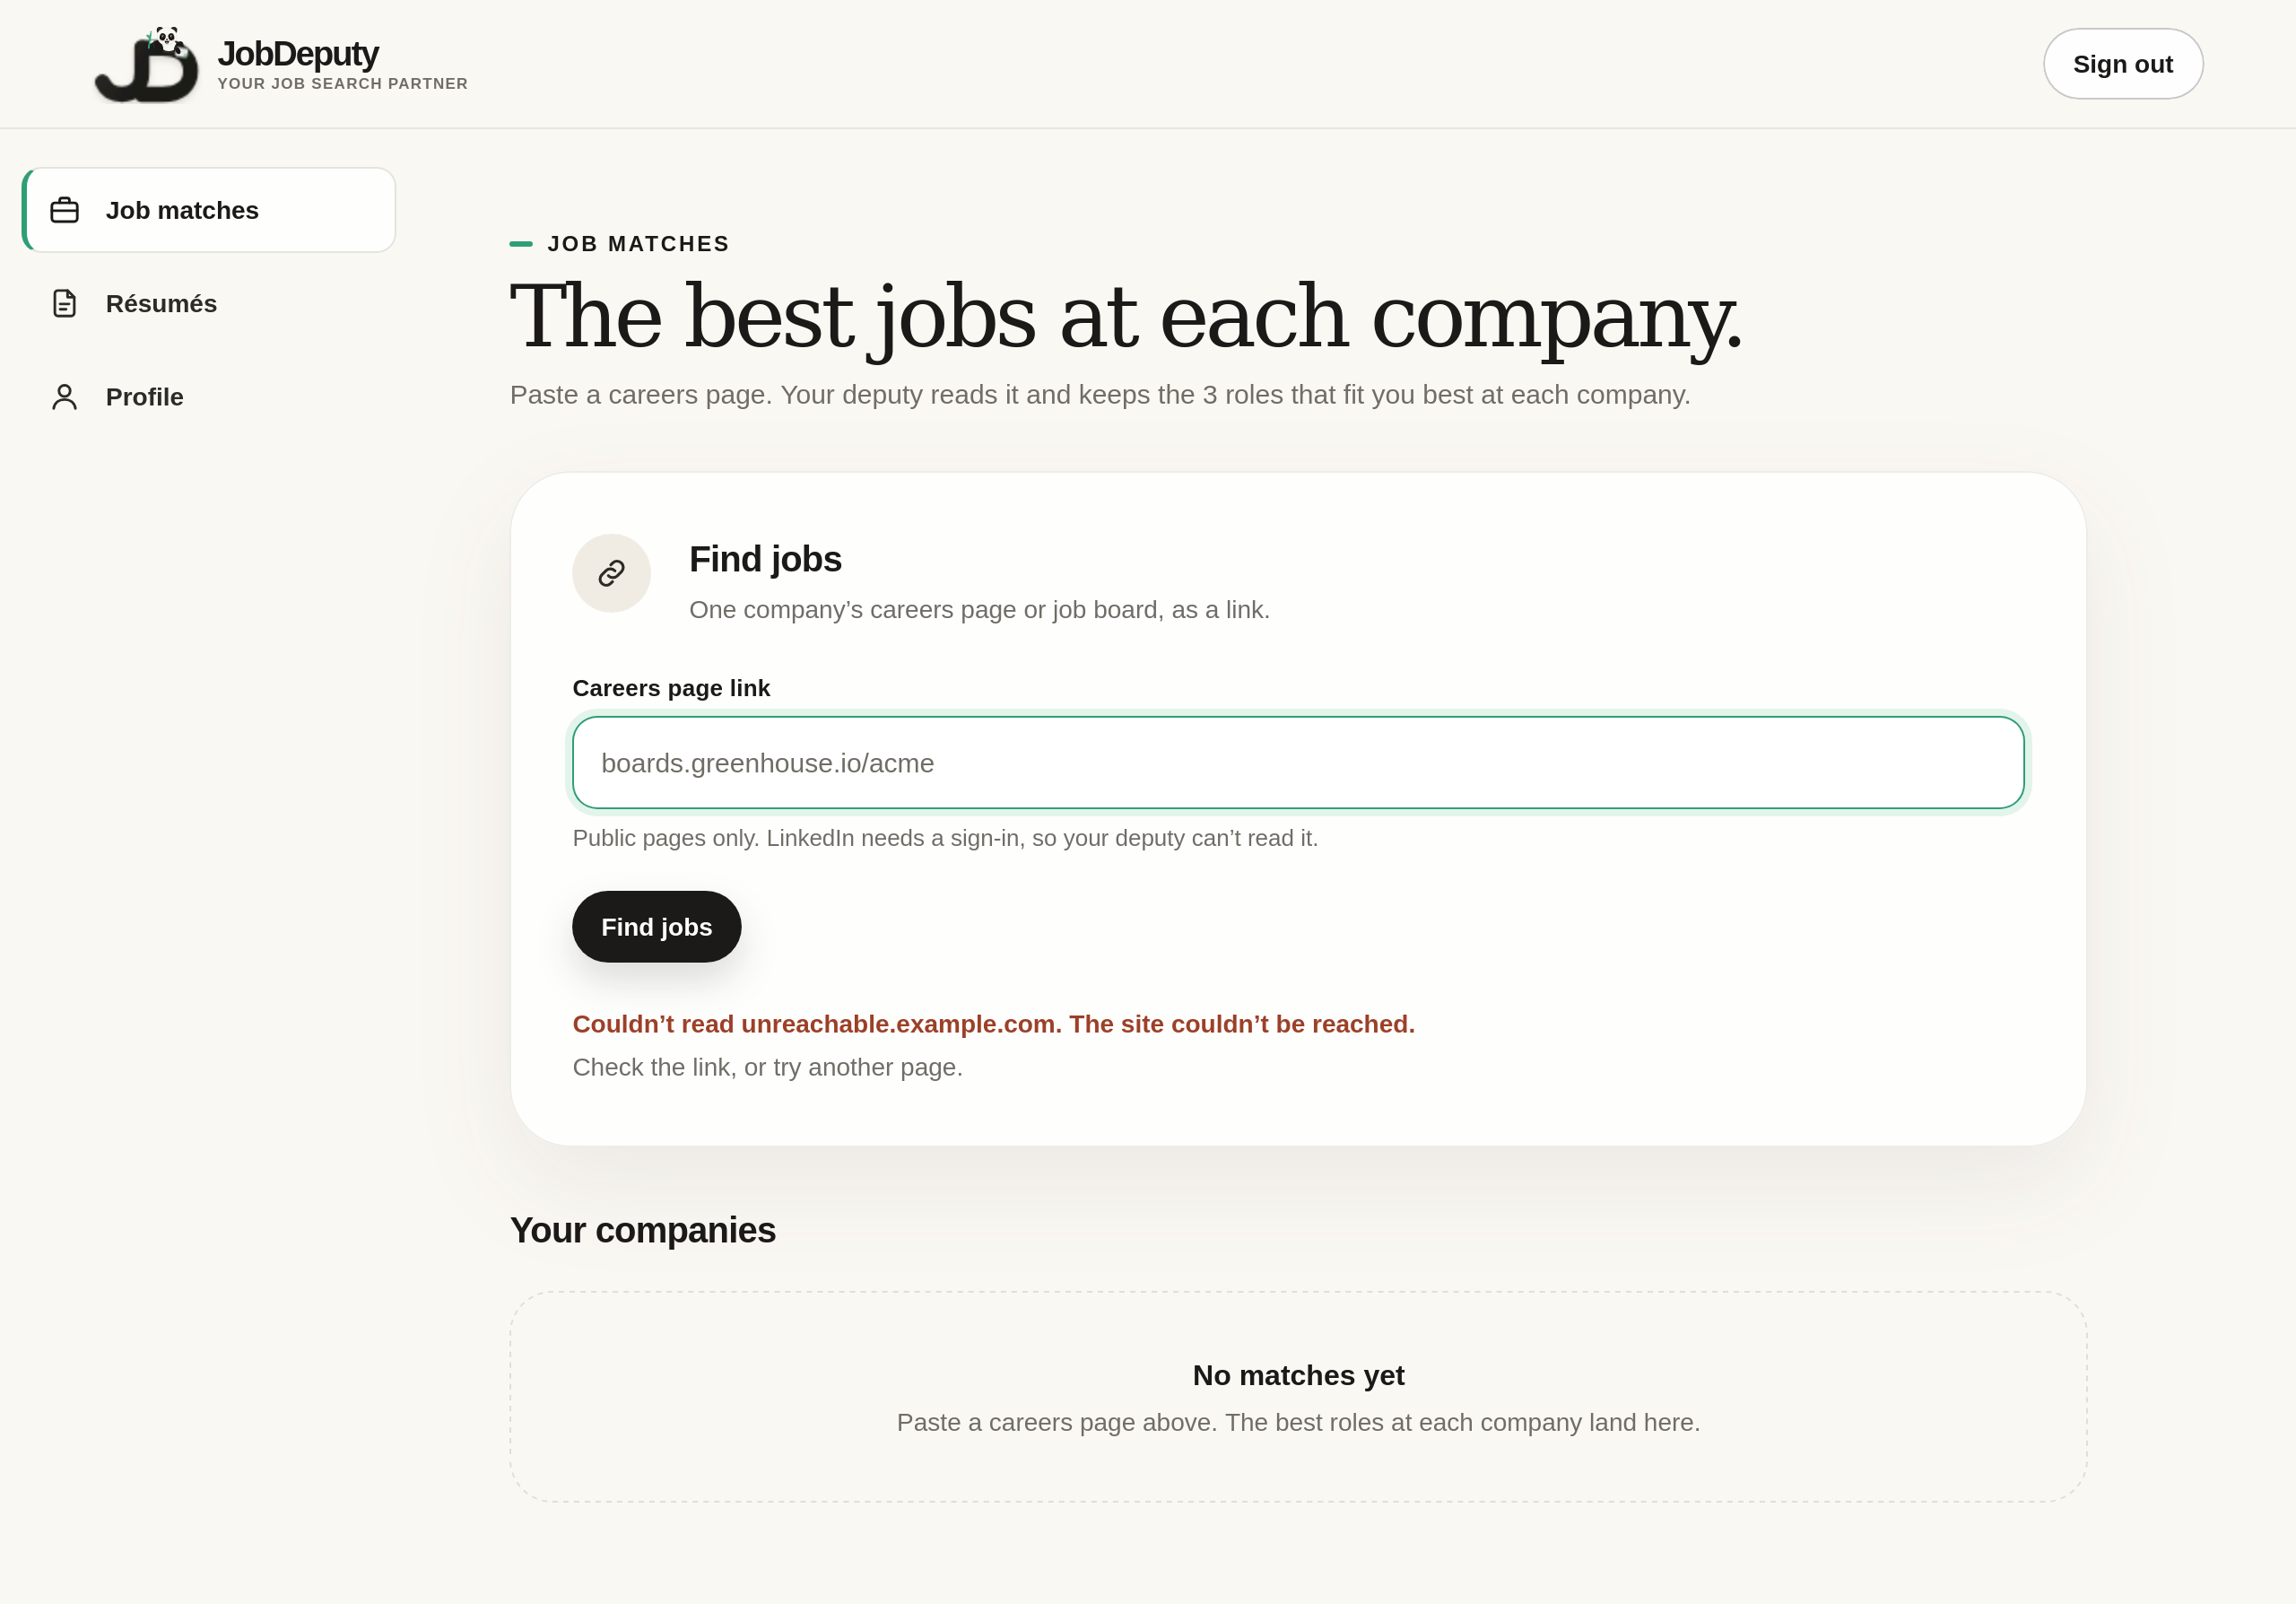 JD
JobDeputy
YOUR JOB SEARCH PARTNER
Sign out
Job matches
Résumés
Profile
JOB MATCHES
The best jobs at each company.
Paste a careers page. Your deputy reads it and keeps the 3 roles that fit you best at each company.
Find jobs
One company’s careers page or job board, as a link.
Careers page link
boards.greenhouse.io/acme
Public pages only. LinkedIn needs a sign-in, so your deputy can’t read it.
Find jobs
Couldn’t read unreachable.example.com. The site couldn’t be reached.
Check the link, or try another page.
Your companies
No matches yet
Paste a careers page above. The best roles at each company land here.